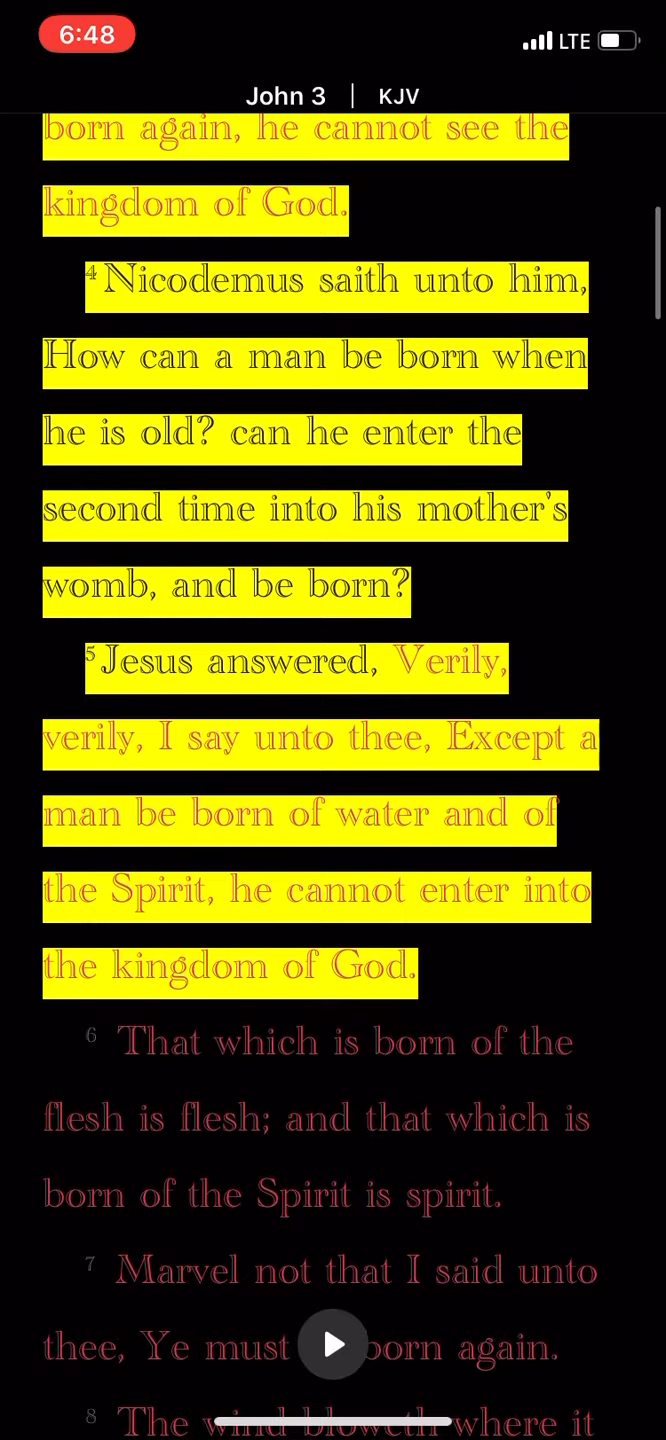 6:48
LTE
John 3 | KJV
born again, he cannot see the
kingdom of God.
4 Nicodemus saith unto him,
How can a man be born when
he is old? can he enter the
second time into his mother's
womb, and be born?
5 Jesus answered, Verily,
verily, I say unto thee, Except a
man be born of water and of
the Spirit, he cannot enter into
the kingdom of God.
6 That which is born of the
flesh is flesh; and that which is
born of the Spirit is spirit.
7 Marvel not that I said unto
thee, Ye must born again.
8 The wind bloweth where it